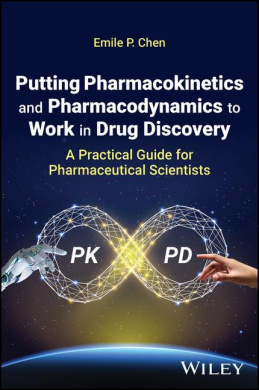 Emile P. Chen
Putting Pharmacokinetics
and Pharmacodynamics to
Work in Drug Discovery
A Practical Guide for
Pharmaceutical Scientists
PK
PD
WILEY